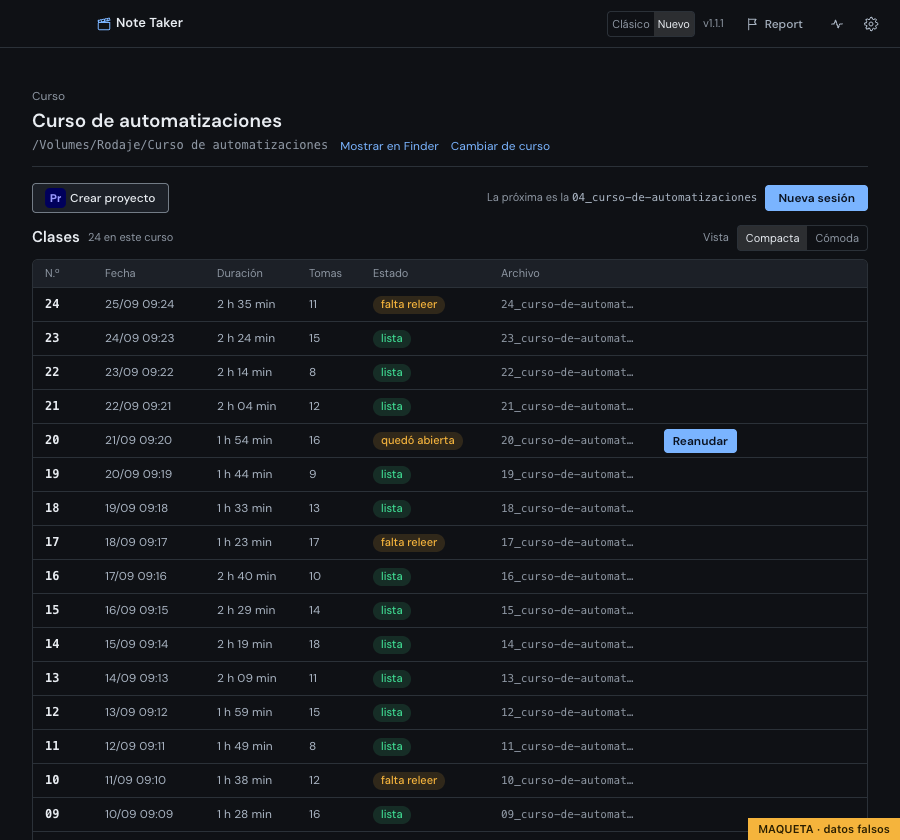 Note Taker
Clásico Nuevo v1.1.1 Report
Curso
Curso de automatizaciones
/Volumes/Rodaje/Curso de automatizaciones Mostrar en Finder Cambiar de curso
Pr Crear proyecto La próxima es la 04_curso-de-automatizaciones Nueva sesión
Clases 24 en este curso Vista Compacta Cómoda
N.º Fecha Duración Tomas Estado Archivo
24 25/09 09:24 2 h 35 min 11 falta releer 24_curso-de-automat…
23 24/09 09:23 2 h 24 min 15 lista 23_curso-de-automat…
22 23/09 09:22 2 h 14 min 8 lista 22_curso-de-automat…
21 22/09 09:21 2 h 04 min 12 lista 21_curso-de-automat…
20 21/09 09:20 1 h 54 min 16 quedó abierta 20_curso-de-automat… Reanudar
19 20/09 09:19 1 h 44 min 9 lista 19_curso-de-automat…
18 19/09 09:18 1 h 33 min 13 lista 18_curso-de-automat…
17 18/09 09:17 1 h 23 min 17 falta releer 17_curso-de-automat…
16 17/09 09:16 2 h 40 min 10 lista 16_curso-de-automat…
15 16/09 09:15 2 h 29 min 14 lista 15_curso-de-automat…
14 15/09 09:14 2 h 19 min 18 lista 14_curso-de-automat…
13 14/09 09:13 2 h 09 min 11 lista 13_curso-de-automat…
12 13/09 09:12 1 h 59 min 15 lista 12_curso-de-automat…
11 12/09 09:11 1 h 49 min 8 lista 11_curso-de-automat…
10 11/09 09:10 1 h 38 min 12 falta releer 10_curso-de-automat…
09 10/09 09:09 1 h 28 min 16 lista 09_curso-de-automat…
MAQUETA · datos falsos